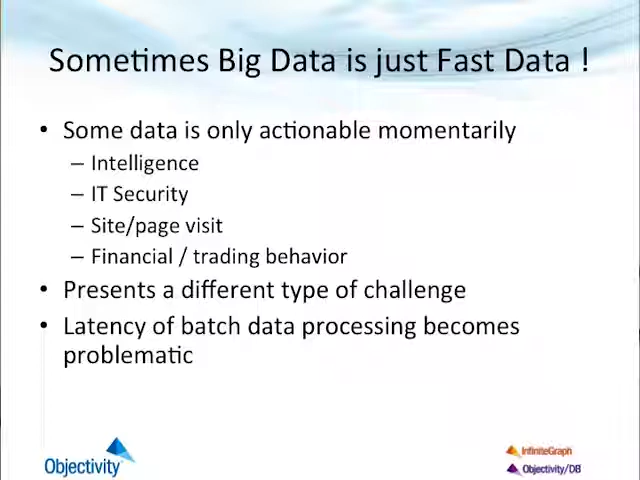 Sometimes Big Data is just Fast Data !
• Some data is only actionable momentarily
– Intelligence
– IT Security
– Site/page visit
– Financial / trading behavior
• Presents a different type of challenge
• Latency of batch data processing becomes
problematic
Objectivity
InfiniteGraph
Objectivity/DB